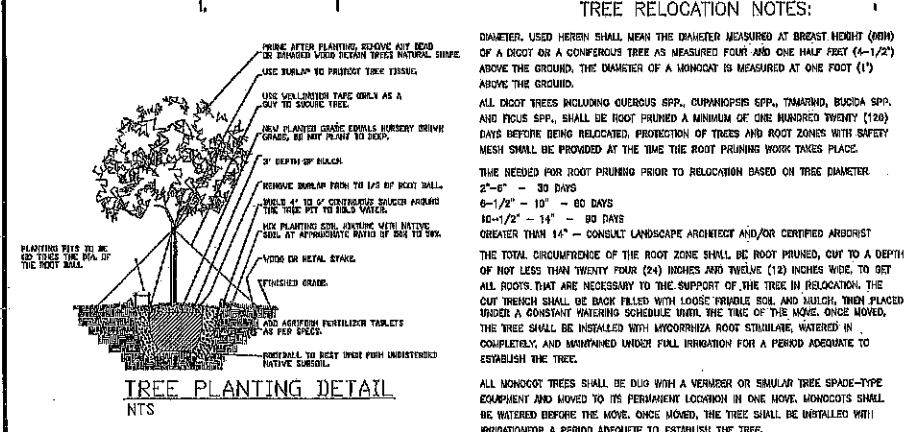 1.
PRUNE AFTER PLANTING, REMOVE ANY DEAD
OR DAMAGED WOOD RETAIN TREES NATURAL SHAPE.
USE BURLAP TO PROTECT TREE TISSUE.
USE WELLINGTON TAPE ONLY AS A
GUY TO SUCURE TREE.
NEW PLANTED GRADE EQUALS NURSERY GROWN
GRADE, DO NOT PLANT TO DEEP.
3" DEPTH OF MULCH.
REMOVE BURLAP FROM TOP 1/3 OF ROOT BALL.
BUILD 4" TO 6" CONTINUOUS SAUCER AROUND
THE TREE PIT TO HOLD WATER.
MIX PLANTING SOIL MIXTURE WITH NATIVE
SOIL AT APPROXIMATE RATIO OF 50% TO 50%.
WOOD OR METAL STAKE.
FINISHED GRADE.
PLANTING PITS TO BE
TIMES THE DIA. OF
THE ROOT BALL.
ADD AGRIFORM FERTILIZER TABLETS
AS PER SPECS.
ROOTBALL TO REST UPON FIRM UNDISTURBED
NATIVE SUBSOIL.
TREE PLANTING DETAIL
NTS
TREE RELOCATION NOTES:
DIAMETER, USED HEREIN SHALL MEAN THE DIAMETER MEASURED AT BREAST HEIGHT (DBH)
OF A DICOT OR A CONIFEROUS TREE AS MEASURED FOUR AND ONE HALF FEET (4-1/2')
ABOVE THE GROUND, THE DIAMETER OF A MONOCAT IS MEASURED AT ONE FOOT (1')
ABOVE THE GROUND.
ALL DICOT TREES INCLUDING QUERCUS SPP., CUPANIOPSIS SPP., TAMARIND, BUCIDA SPP.
AND FICUS SPP., SHALL BE ROOT PRUNED A MINIMUM OF ONE HUNDRED TWENTY (120)
DAYS BEFORE BEING RELOCATED, PROTECTION OF TREES AND ROOT ZONES WITH SAFETY
MESH SHALL BE PROVIDED AT THE TIME THE ROOT PRUNING WORK TAKES PLACE.
TIME NEEDED FOR ROOT PRUNING PRIOR TO RELOCATION BASED ON TREE DIAMETER
2"-6" - 30 DAYS
6-1/2" - 10" - 60 DAYS
10-1/2" - 14" - 90 DAYS
GREATER THAN 14" - CONSULT LANDSCAPE ARCHITECT AND/OR CERTIFIED ARBORIST
THE TOTAL CIRCUMFRENCE OF THE ROOT ZONE SHALL BE ROOT PRUNED, CUT TO A DEPTH
OF NOT LESS THAN TWENTY FOUR (24) INCHES AND TWELVE (12) INCHES WIDE, TO GET
ALL ROOTS THAT ARE NECESSARY TO THE SUPPORT OF THE TREE IN RELOCATION. THE
CUT TRENCH SHALL BE BACK FILLED WITH LOOSE FRIABLE SOIL AND MULCH, THEN PLACED
UNDER A CONSTANT WATERING SCHEDULE UNTIL THE TIME OF THE MOVE. ONCE MOVED,
THE TREE SHALL BE INSTALLED WITH MYCORRHIZA ROOT STIMULATE, WATERED IN
COMPLETELY, AND MAINTAINED UNDER FULL IRRIGATION FOR A PERIOD ADEQUATE TO
ESTABLISH THE TREE.
ALL MONOCOT TREES SHALL BE DUG WITH A VERMEER OR SIMULAR TREE SPADE-TYPE
EQUIPMENT AND MOVED TO ITS PERMANENT LOCATION IN ONE MOVE. MONOCOTS SHALL
BE WATERED BEFORE THE MOVE. ONCE MOVED, THE TREE SHALL BE INSTALLED WITH
IRRIGATIONFOR A PERIOD ADEQUETE TO ESTABLISH THE TREE.